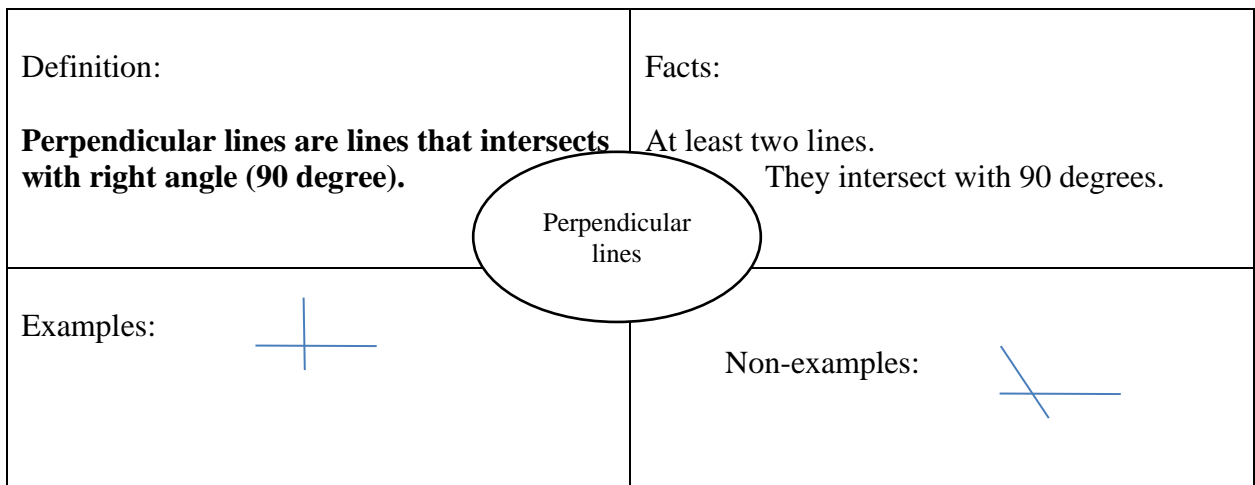 Definition:
Perpendicular lines are lines that intersects
with right angle (90 degree).
Facts:
At least two lines.
They intersect with 90 degrees.
Perpendicular
lines
Examples:
Non-examples: